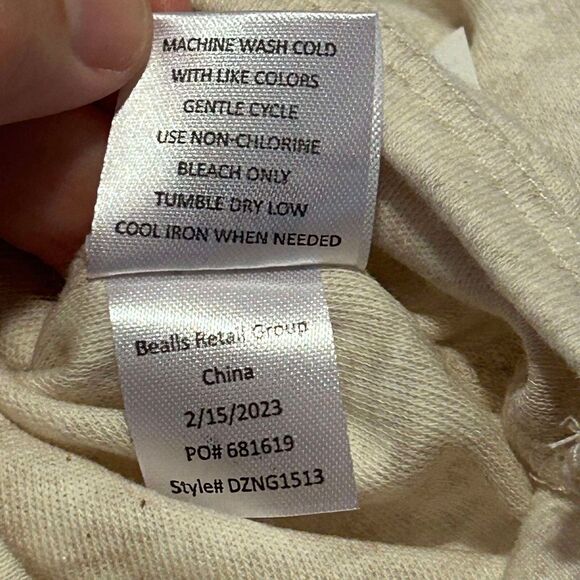 MACHINE WASH COLD
WITH LIKE COLORS
GENTLE CYCLE
USE NON-CHLORINE
BLEACH ONLY
TUMBLE DRY LOW
COOL IRON WHEN NEEDED
Bealls Retail Group
China
2/15/2023
PO# 681619
Style# DZNG1513